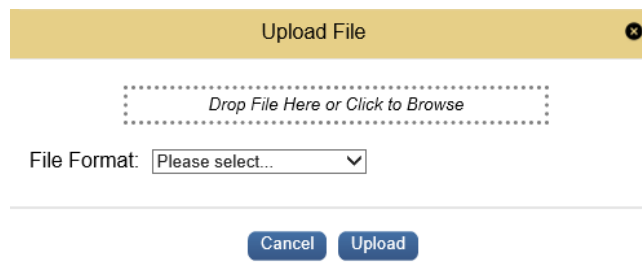 Upload File
Drop File Here or Click to Browse
File Format: Please select...
Cancel Upload